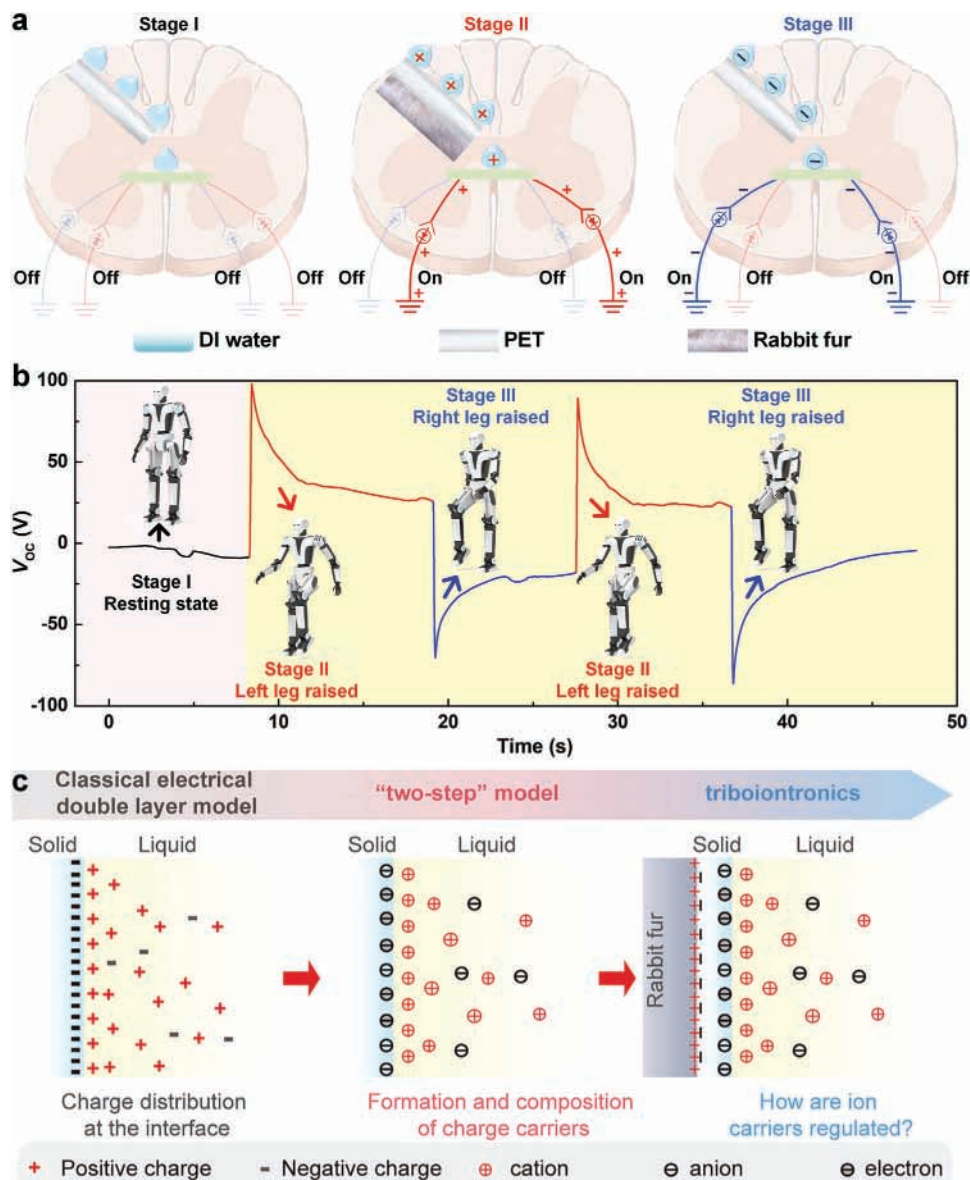 a
Stage I
Stage II
Stage III
+
+
+
+
+
+
+
+
+
+
−
−
−
−
−
−
−
−
−
−
Off
Off
Off
Off
Off
On
Off
On
On
Off
On
Off
DI water
PET
Rabbit fur
b
100
50
0
-50
-100
Voc (V)
Stage I
Resting state
Stage II
Left leg raised
Stage III
Right leg raised
Stage II
Left leg raised
Stage III
Right leg raised
0
10
20
30
40
50
Time (s)
c
Classical electrical
double layer model
"two-step" model
triboiontronics
Solid Liquid
Solid Liquid
Solid Liquid
Rabbit fur
Charge distribution
at the interface
Formation and composition
of charge carriers
How are ion
carriers regulated?
+ Positive charge - Negative charge ⊕ cation ⊖ anion ⊖ electron